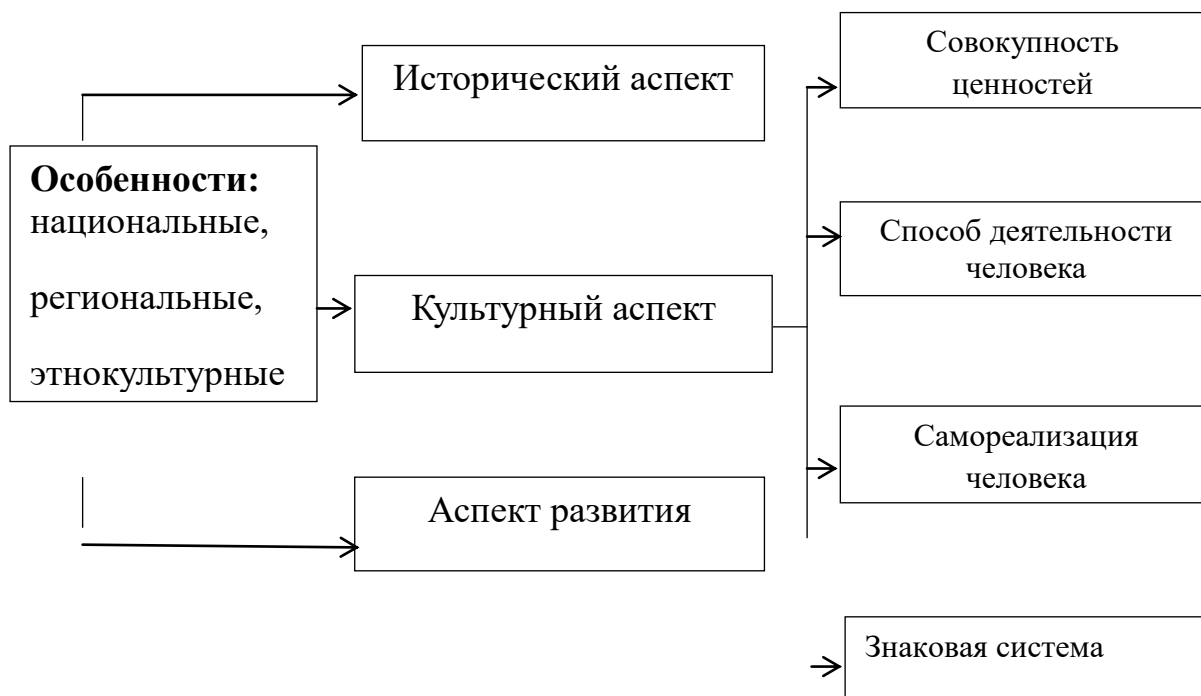 Особенности:
национальные,
региональные,
этнокультурные
Исторический аспект
Культурный аспект
Аспект развития
Совокупность
ценностей
Способ деятельности
человека
Самореализация
человека
Знаковая система